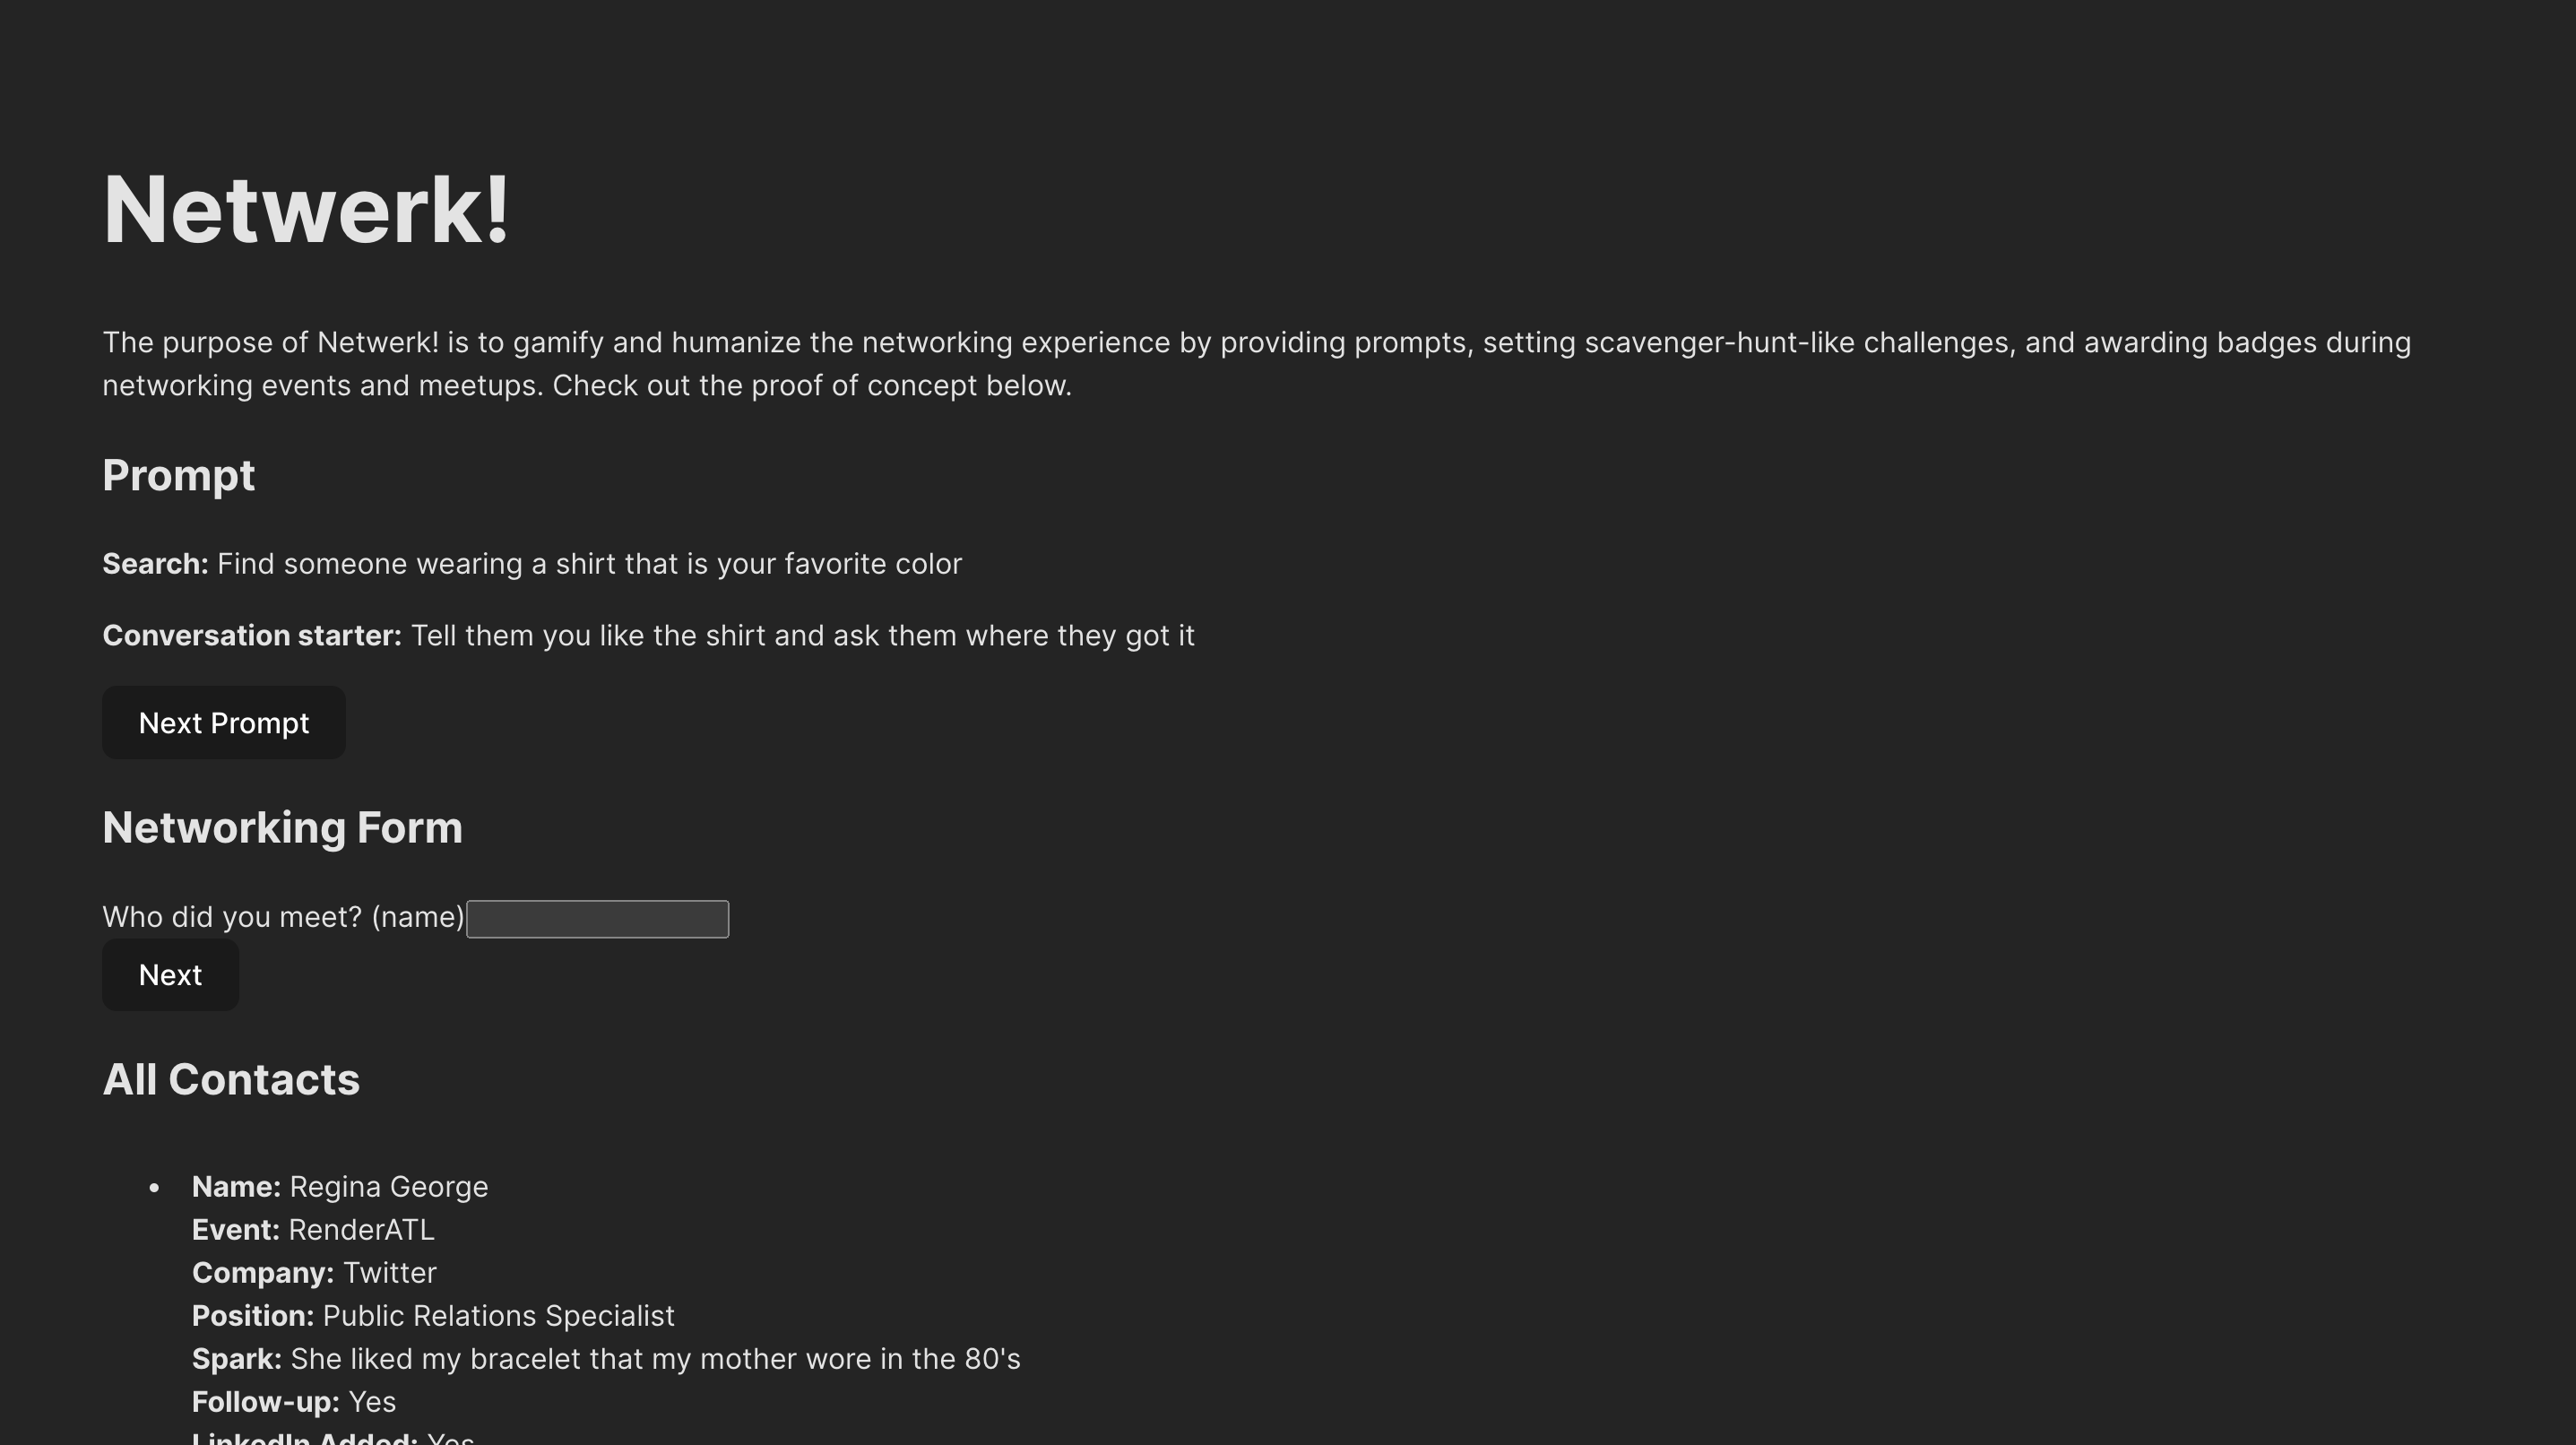 Netwerk!
The purpose of Netwerk! is to gamify and humanize the networking experience by providing prompts, setting scavenger-hunt-like challenges, and awarding badges during
networking events and meetups. Check out the proof of concept below.
Prompt
Search: Find someone wearing a shirt that is your favorite color
Conversation starter: Tell them you like the shirt and ask them where they got it
Next Prompt
Networking Form
Who did you meet? (name)
Next
All Contacts
• Name: Regina George
Event: RenderATL
Company: Twitter
Position: Public Relations Specialist
Spark: She liked my bracelet that my mother wore in the 80's
Follow-up: Yes
LinkedIn Added: Yes